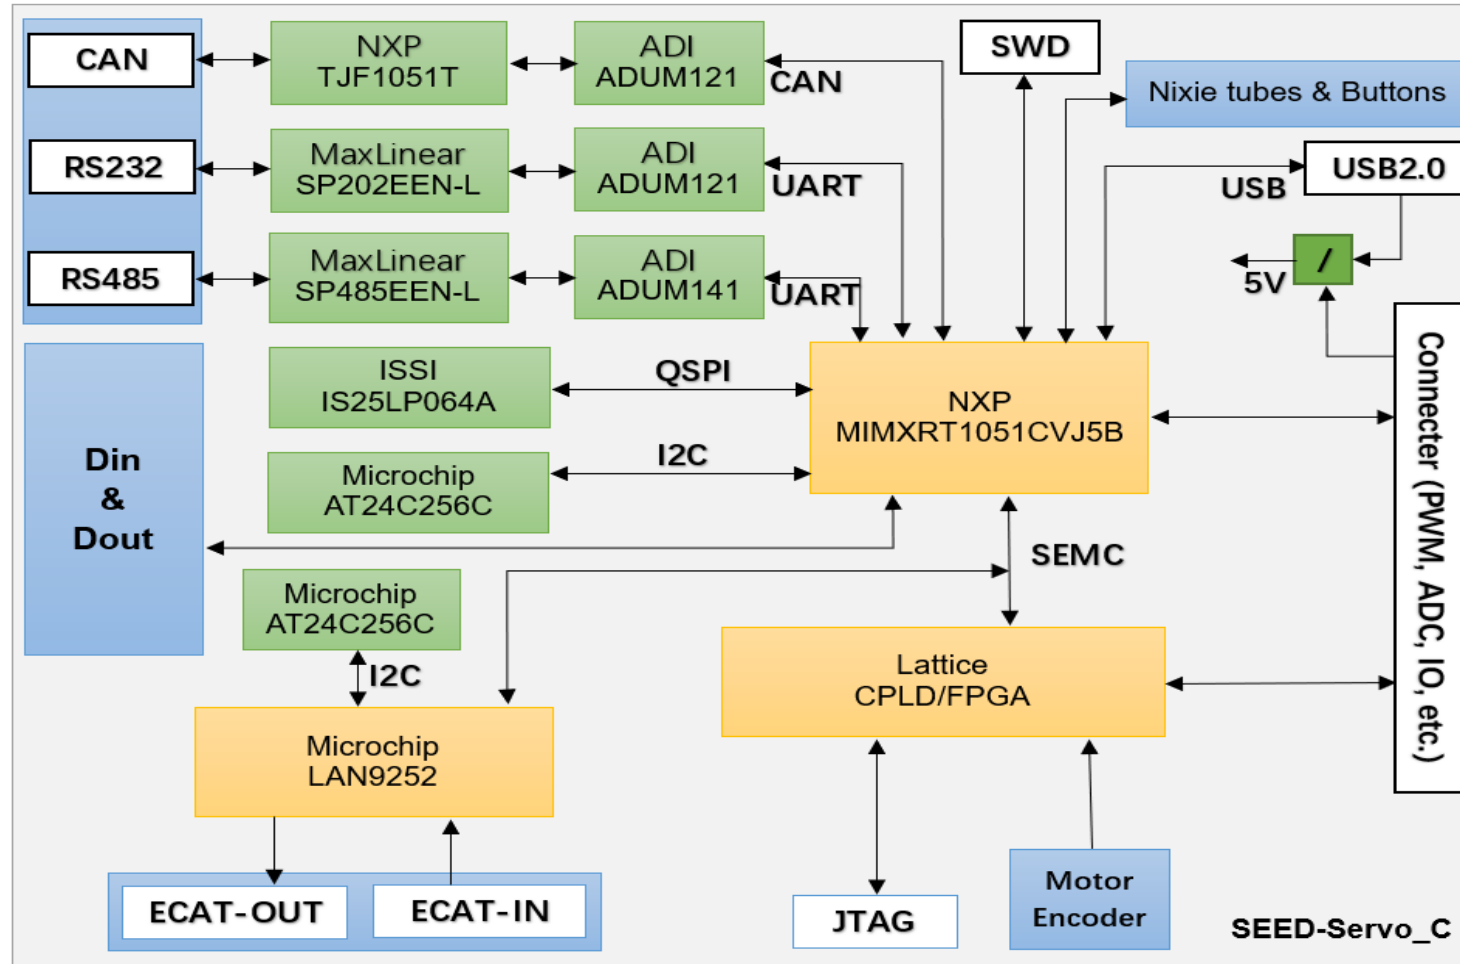 CAN
NXP
TJF1051T
ADI
ADUM121
CAN
SWD
Nixie tubes & Buttons
RS232
MaxLinear
SP202EEN-L
ADI
ADUM121
UART
USB
USB2.0
RS485
MaxLinear
SP485EEN-L
ADI
ADUM141
UART
/
5V
ISSI
IS25LP064A
QSPI
NXP
MIMXRT1051CVJ5B
Connecter (PWM, ADC, IO, etc.)
Din
&
Dout
Microchip
AT24C256C
I2C
SEMC
Microchip
AT24C256C
I2C
Lattice
CPLD/FPGA
Microchip
LAN9252
ECAT-OUT
ECAT-IN
JTAG
Motor
Encoder
SEED-Servo_C